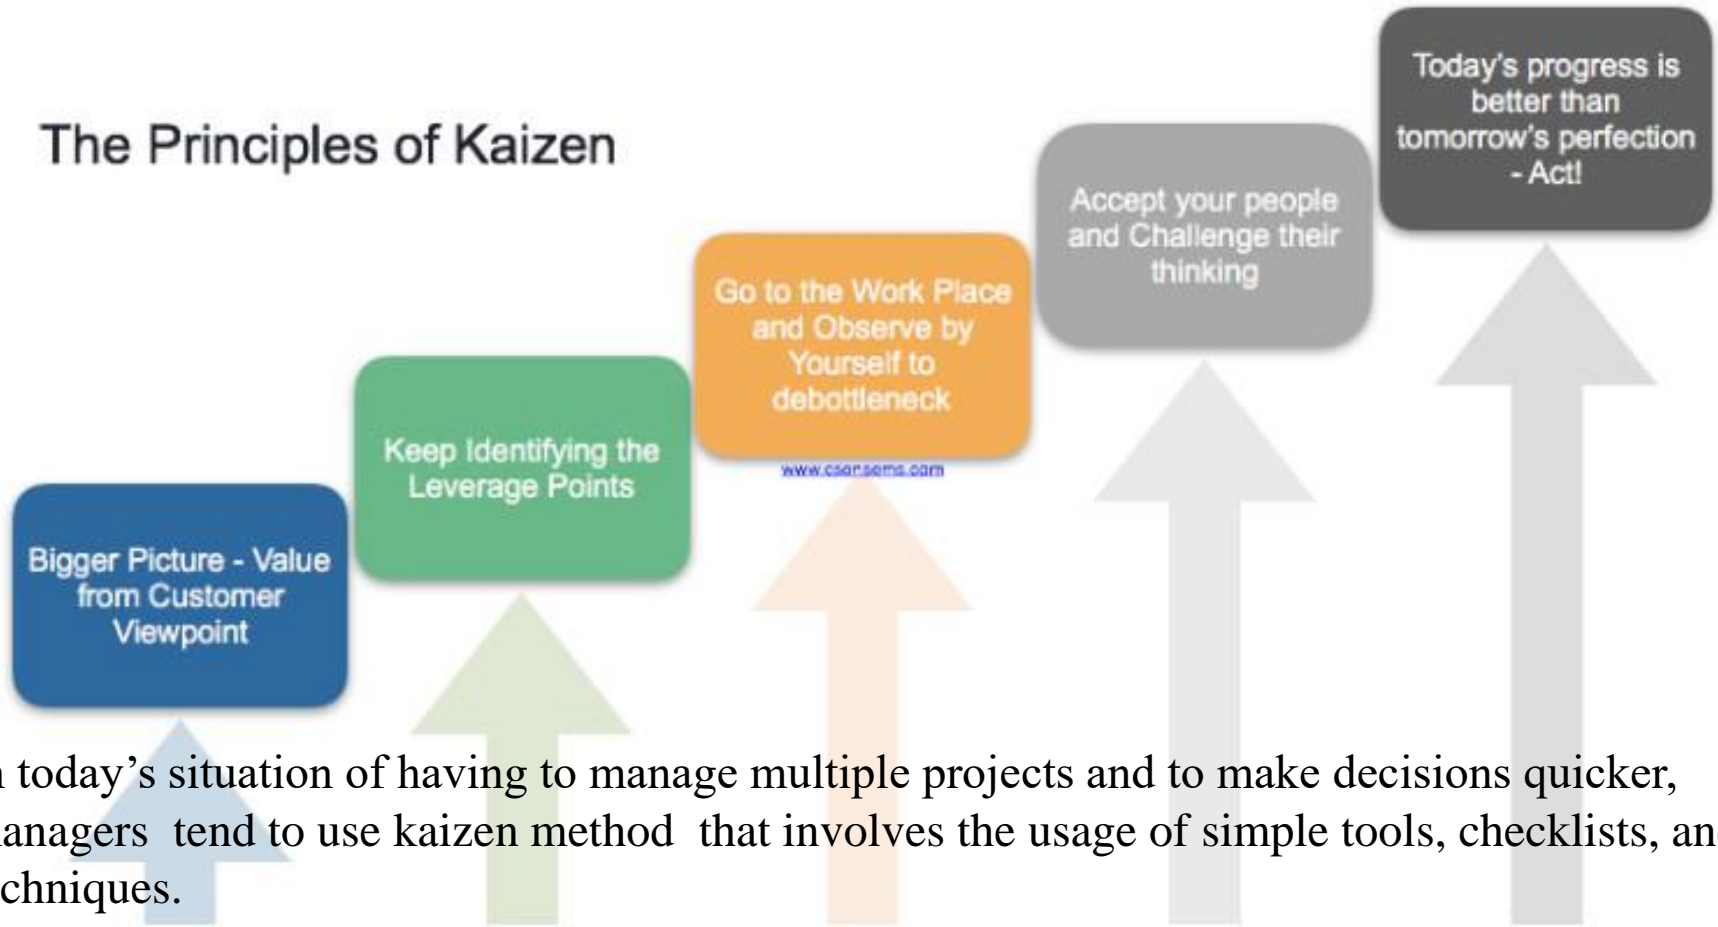 The Principles of Kaizen
Bigger Picture - Value
from Customer
Viewpoint
Keep Identifying the
Leverage Points
Go to the Work Place
and Observe by
Yourself to
debottleneck
Accept your people
and Challenge their
thinking
Today's progress is
better than
tomorrow's perfection
- Act!
today’s situation of having to manage multiple projects and to make decisions quicker,
anagers tend to use kaizen method that involves the usage of simple tools, checklists, an
chniques.